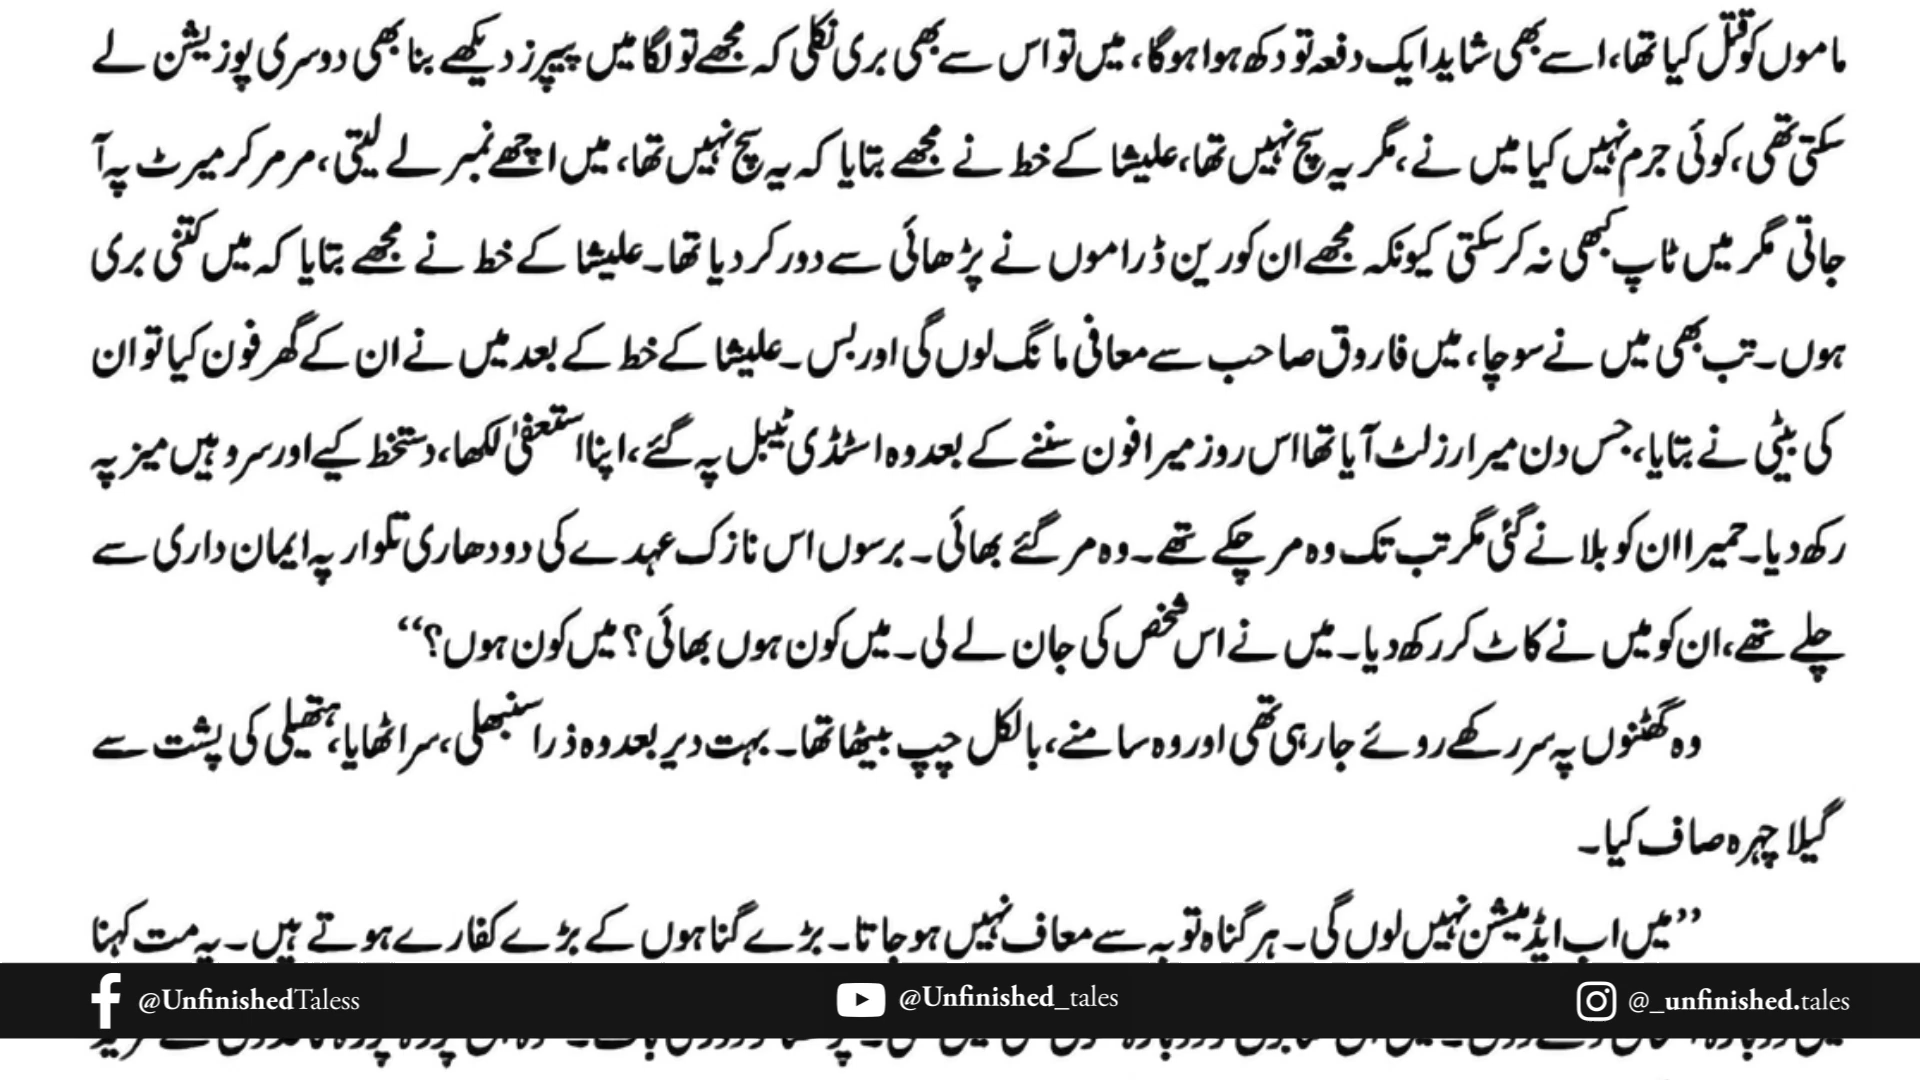 ماموں کو قتل کیا تھا، اسے بھی شاید ایک دفعہ تو دکھ ہوا ہوگا، میں تو اس سے بھی بری نکلی کہ مجھے تو لگا میں پیپرز دیکھے بنا بھی دوسری پوزیشن لے
سکتی تھی، کوئی جرم نہیں کیا میں نے، مگر یہ سچ نہیں تھا، علیشا کے خط نے مجھے بتایا کہ یہ سچ نہیں تھا، میں اچھے نمبر لے لیتی، مر مر کر میرٹ پہ آ
جاتی مگر میں ٹاپ کبھی نہ کر سکتی کیونکہ مجھے ان کورین ڈراموں نے پڑھائی سے دور کر دیا تھا۔ علیشا کے خط نے مجھے بتایا کہ میں کتنی بری
ہوں۔ تب بھی میں نے سوچا، میں فاروق صاحب سے معافی مانگ لوں گی اور بس۔ علیشا کے خط کے بعد میں نے ان کے گھر فون کیا تو ان
کی بیٹی نے بتایا، جس دن میرا رزلٹ آیا تھا اس روز میرا فون سننے کے بعد وہ اسٹڈی ٹیبل پہ گئے، اپنا استعفیٰ لکھا، دستخط کیے اور سر وہیں میز پہ
رکھ دیا۔ حمیرا ان کو بلانے گئی مگر تب تک وہ مر چکے تھے۔ وہ مر گئے بھائی۔ برسوں اس نازک عہدے کی دو دھاری تلوار پہ ایمان داری سے
چلے تھے، ان کو میں نے کاٹ کر رکھ دیا۔ میں نے اس شخص کی جان لے لی۔ میں کون ہوں بھائی؟ میں کون ہوں؟‘‘
وہ گھٹنوں پہ سر رکھے روئے جا رہی تھی اور وہ سامنے، بالکل چپ بیٹھا تھا۔ بہت دیر بعد وہ ذرا سنبھلی، سر اٹھایا، ہتھیلی کی پشت سے
گیلا چہرہ صاف کیا۔
’’میں اب ایڈمیشن نہیں لوں گی۔ ہر گناہ توبہ سے معاف نہیں ہو جاتا۔ بڑے گناہوں کے بڑے کفارے ہوتے ہیں۔ یہ مت کہنا
@UnfinishedTaless
@Unfinished_tales
@_unfinished.tales